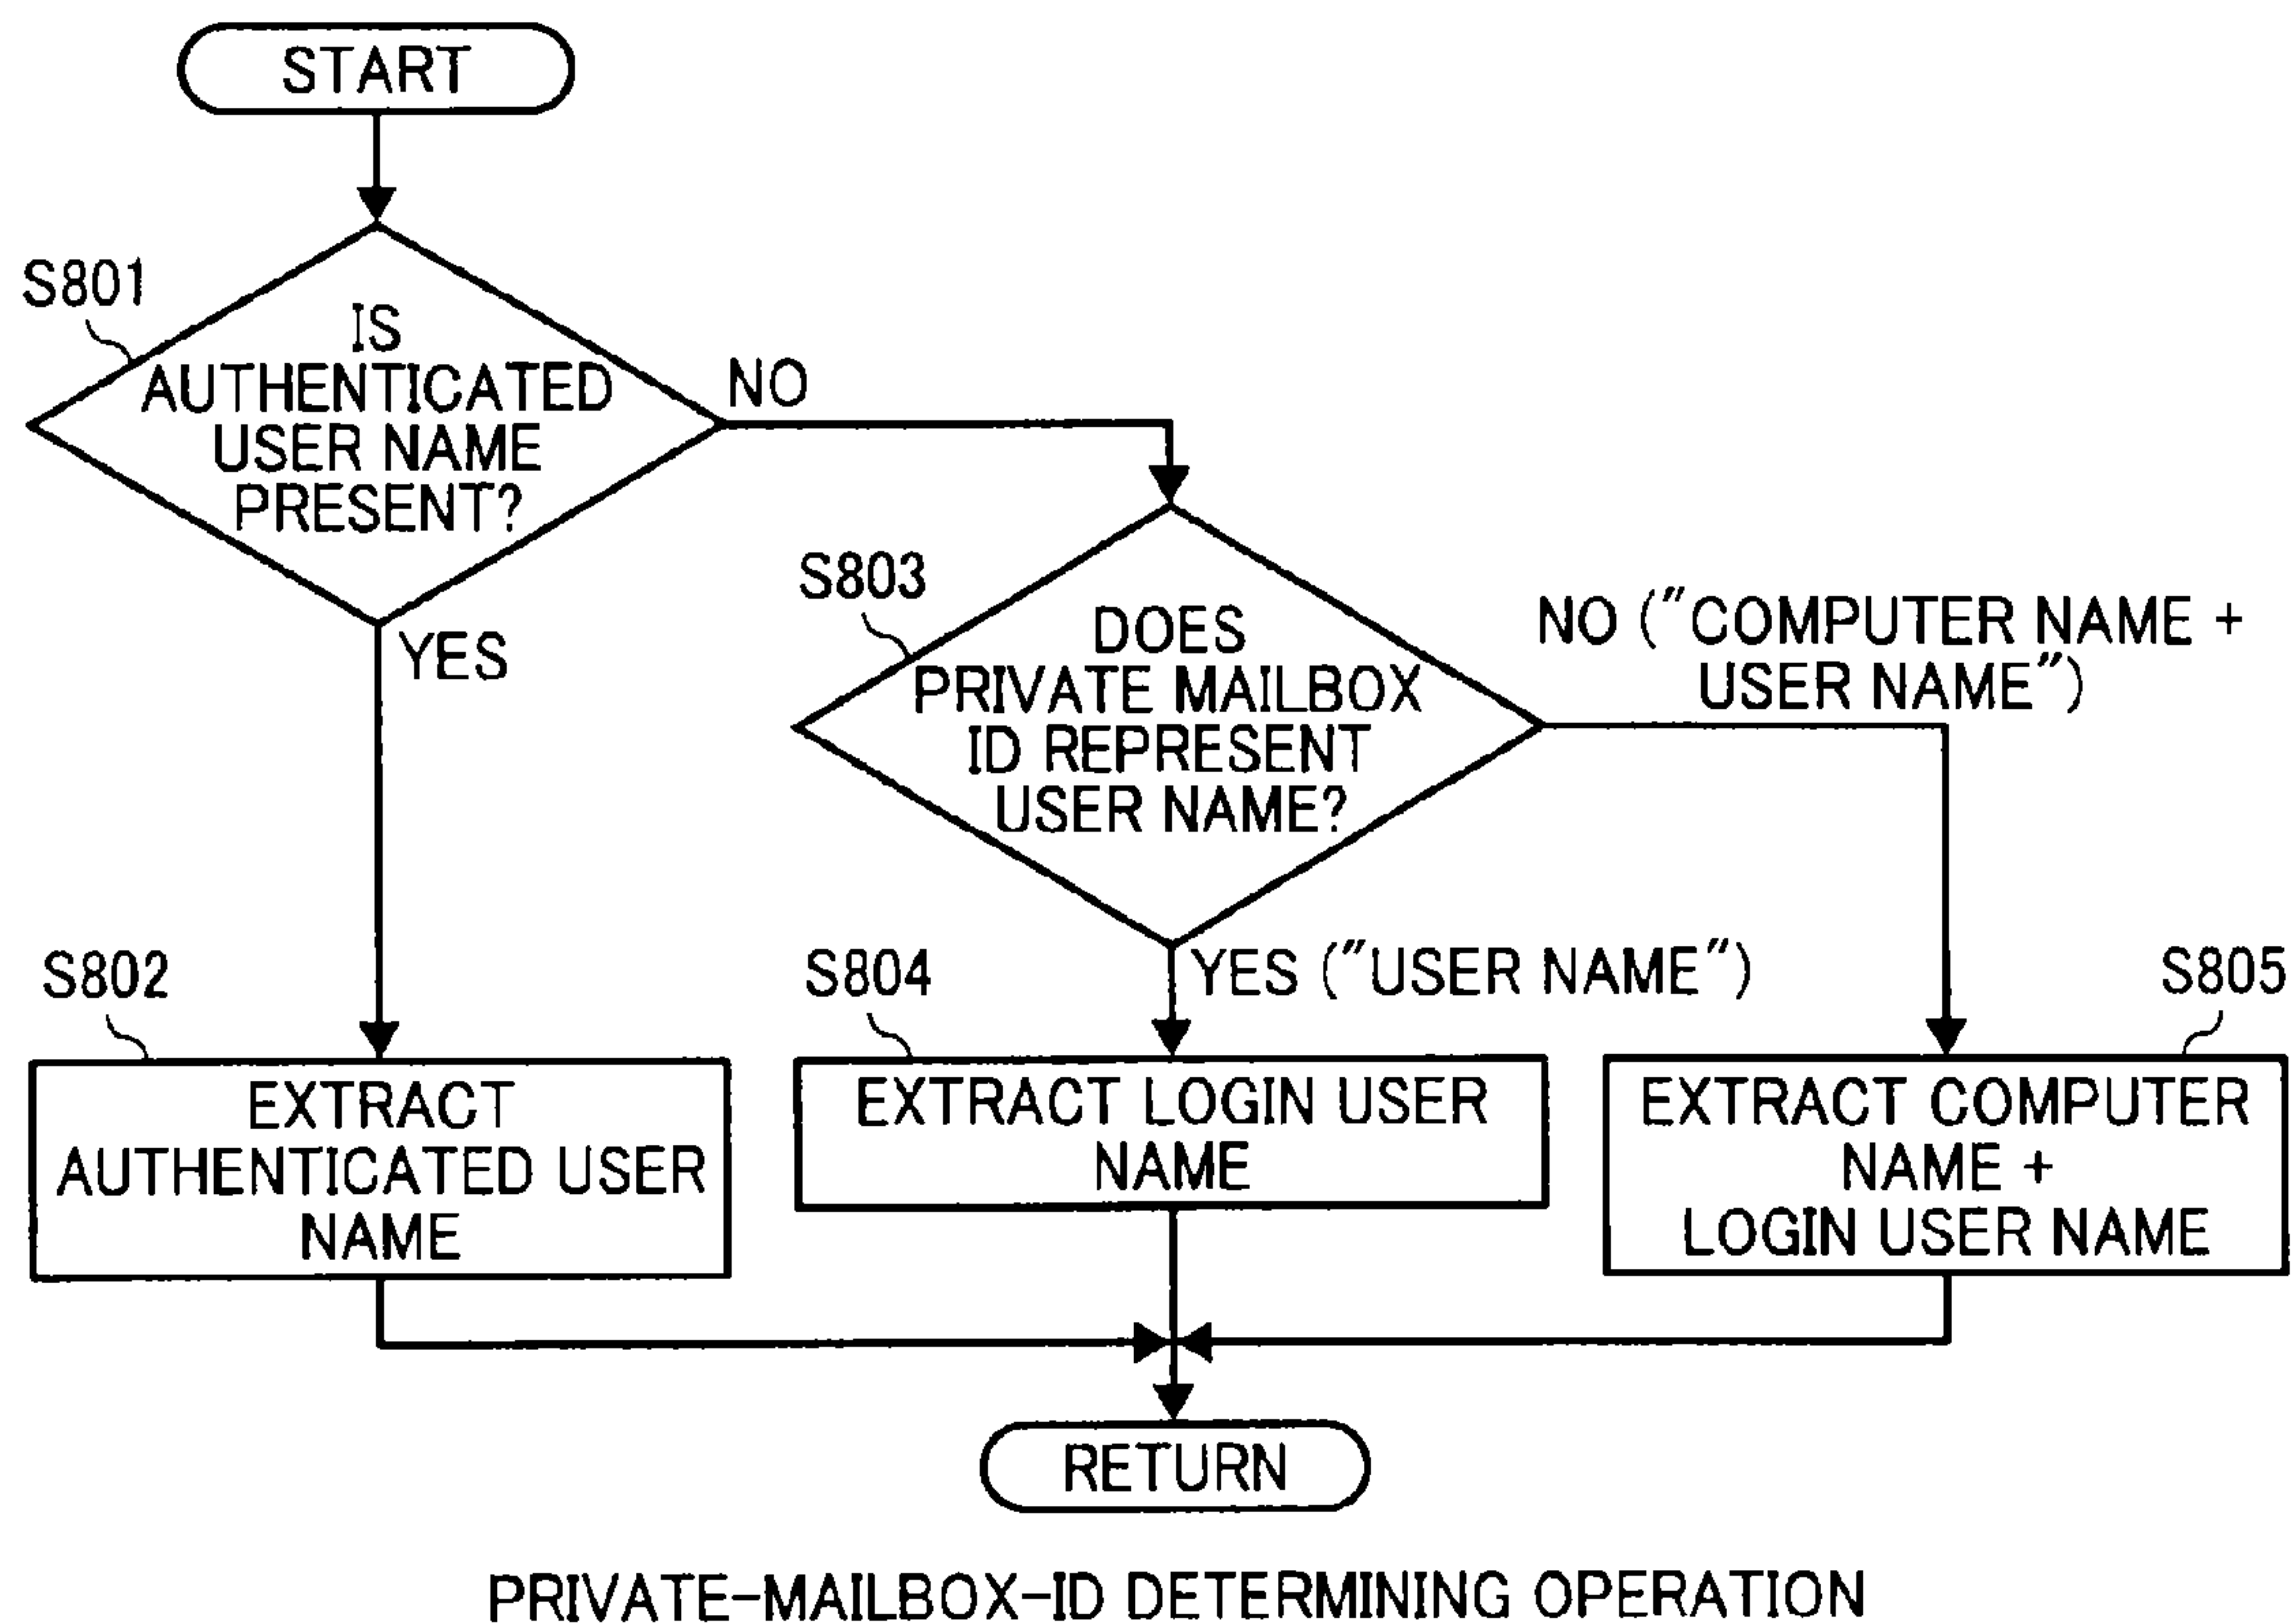 START
S801
IS
AUTHENTICATED
USER NAME
PRESENT?
NO
YES
S803
DOES
PRIVATE MAILBOX
ID REPRESENT
USER NAME?
NO ("COMPUTER NAME +
USER NAME")
YES ("USER NAME")
S802
EXTRACT
AUTHENTICATED USER
NAME
S804
EXTRACT LOGIN USER
NAME
S805
EXTRACT COMPUTER
NAME +
LOGIN USER NAME
RETURN
PRIVATE-MAILBOX-ID DETERMINING OPERATION